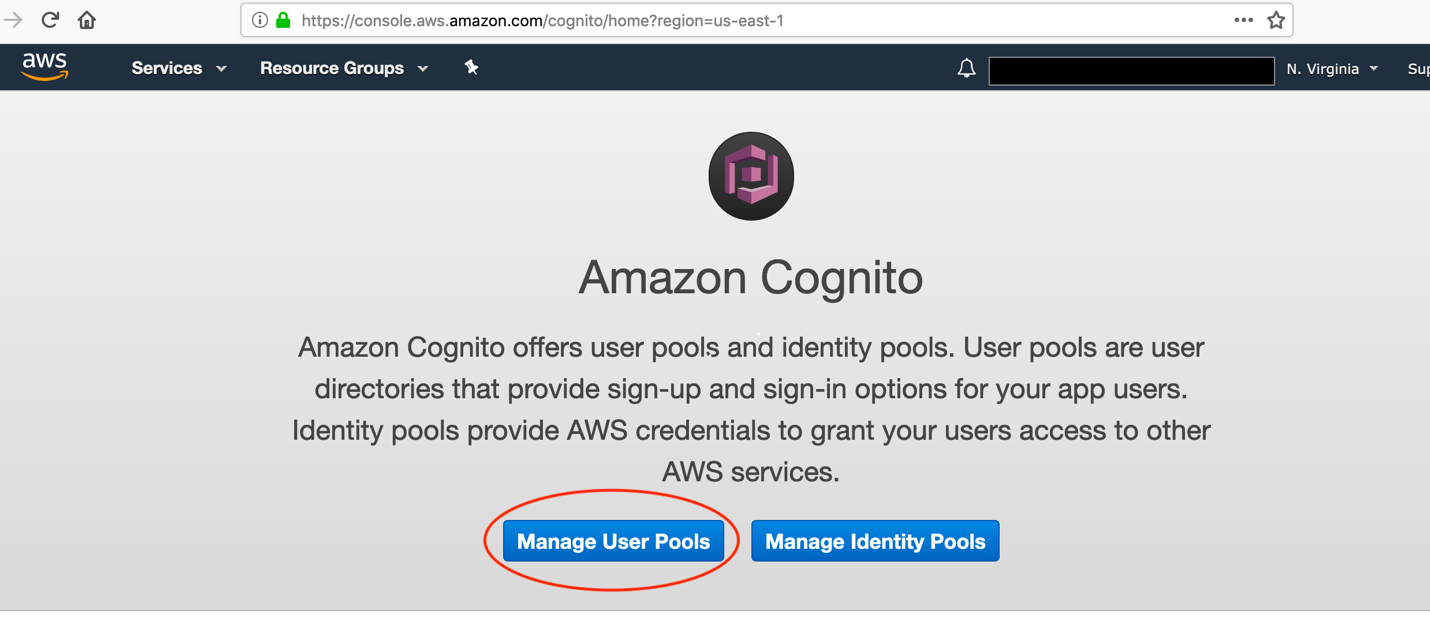 https://console.aws.amazon.com/cognito/home?region=us-east-1
aws Services Resource Groups N. Virginia Sup
Amazon Cognito
Amazon Cognito offers user pools and identity pools. User pools are user
directories that provide sign-up and sign-in options for your app users.
Identity pools provide AWS credentials to grant your users access to other
AWS services.
Manage User Pools Manage Identity Pools